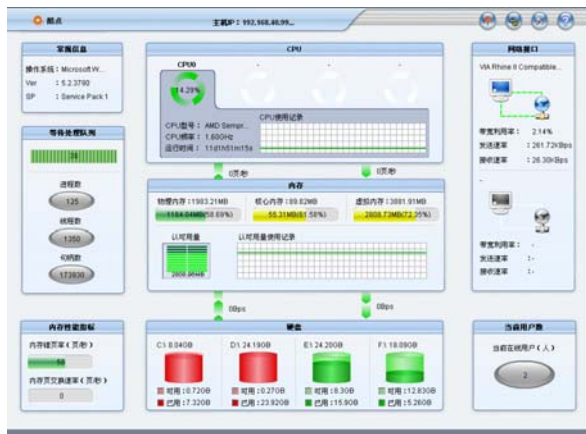 酷点
主机IP：192.168.40.99...
常规信息
操作系统：Microsoft W...
Ver ：5.2.3790
SP ：Service Pack 1
等待处理队列
进程数
135
线程数
1350
句柄数
173930
内存性能指标
内存错页率（页/秒）
58
内存页交换速率（页/秒）
0
CPU
CPU0
14.29%
CPU型号：AMD Sempr...
CPU频率：1.60GHz
运行时间：11d1h51m15s
CPU使用记录
0页/秒
0页/秒
内存
物理内存：1983.21MB
核心内存：89.82MB
虚拟内存：3881.91MB
55.31MB(61.58%)
认可用量
认可用量使用记录
2808.96MB
0Bps
0Bps
硬盘
C:\ 8.04GB
D:\ 24.19GB
E:\ 24.20GB
F:\ 18.09GB
可用：0.72GB
可用：0.27GB
可用：8.30GB
可用：12.83GB
已用：7.32GB
已用：23.92GB
已用：15.90GB
已用：5.26GB
网络接口
VIA Rhine II Compatible...
带宽利用率： 2.14%
发送速率 ：261.72KBps
接收速率 ：26.30KBps
-
带宽利用率： -
发送速率 ：-
接收速率 ：-
当前用户数
当前在线用户（人）
2